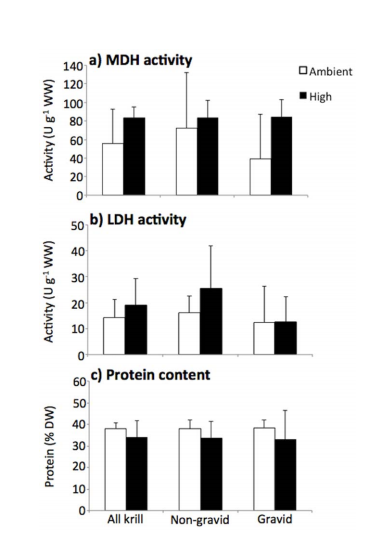 a) MDH activity
Ambient
High
Activity (U g⁻¹ WW)
140
120
100
80
60
40
20
0
b) LDH activity
Activity (U g⁻¹ WW)
50
40
30
20
10
0
c) Protein content
Protein (% DW)
60
50
40
30
20
10
0
All krill Non-gravid Gravid